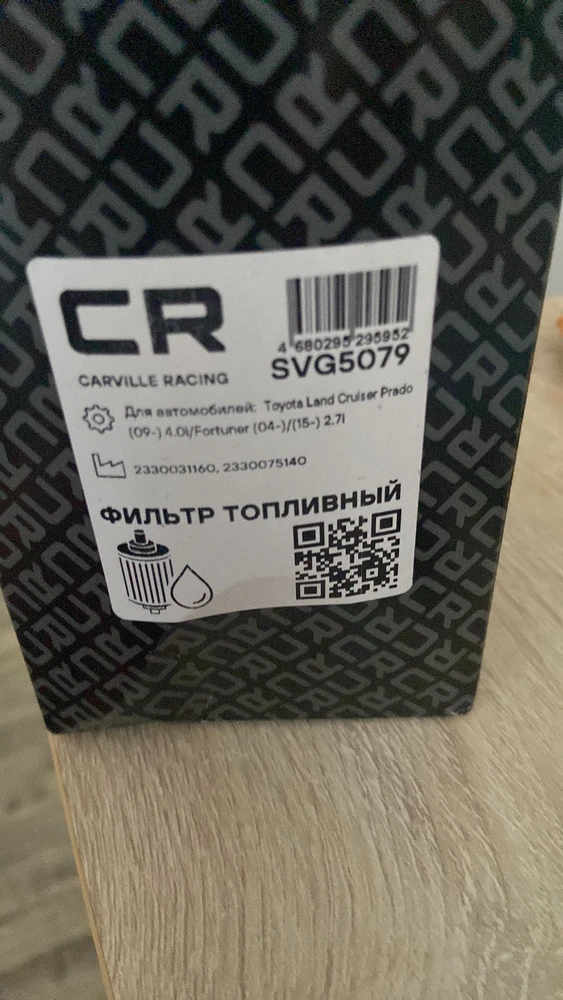 CR
CARVILLE RACING
4 680295 295952
SVG5079
Для автомобилей: Toyota Land Cruiser Prado
(09-) 4.0i/Fortuner (04-)/(15-) 2.7i
2330031160, 2330075140
ФИЛЬТР ТОПЛИВНЫЙ